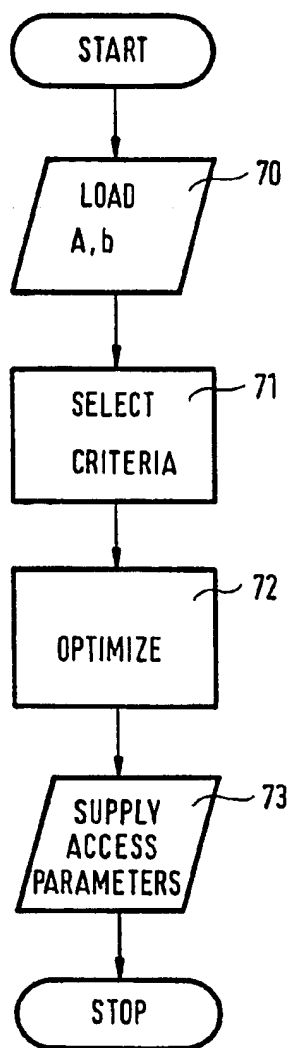 START
LOAD
A,b
70
SELECT
CRITERIA
71
OPTIMIZE
72
SUPPLY
ACCESS
PARAMETERS
73
STOP